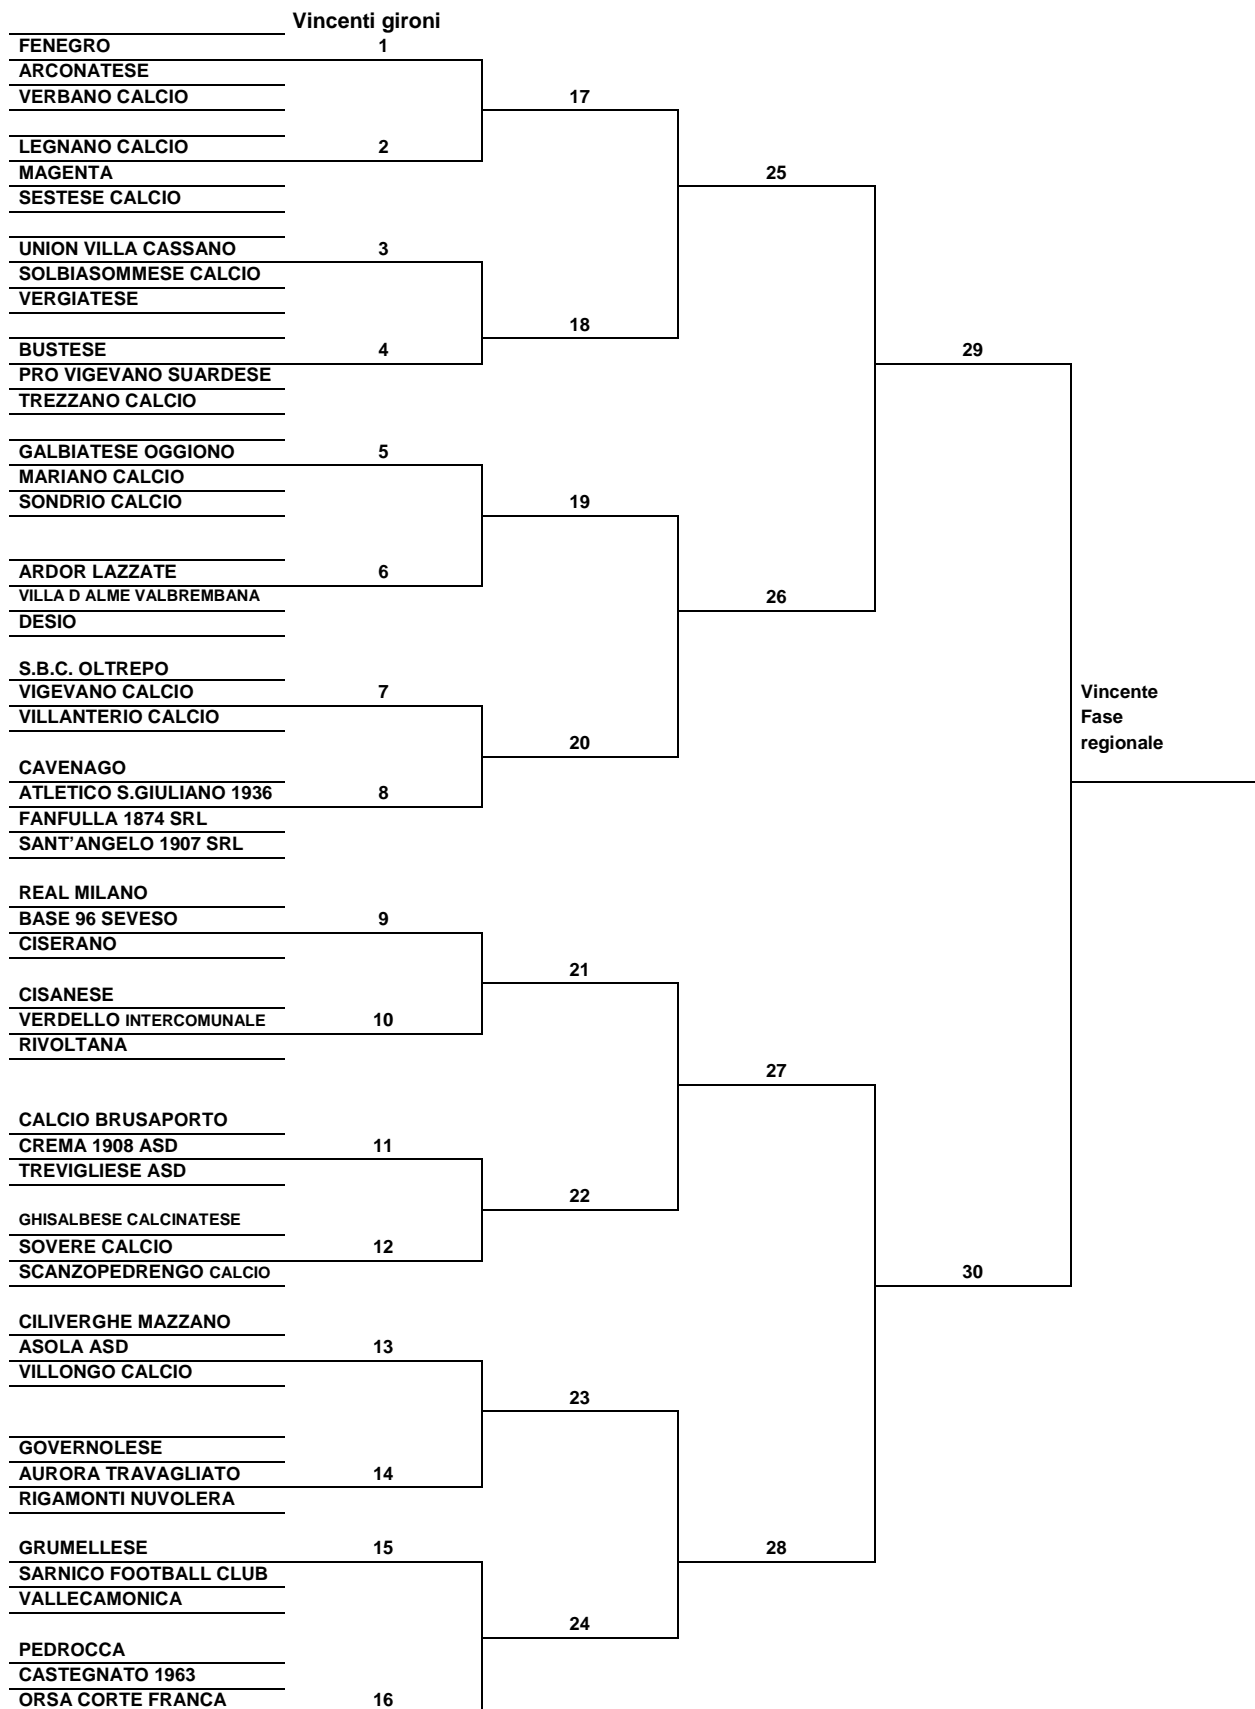 Vincenti gironi
FENEGRO 1
ARCONATESE
VERBANO CALCIO 17
LEGNANO CALCIO 2
MAGENTA 25
SESTESE CALCIO
UNION VILLA CASSANO 3
SOLBIASOMMESE CALCIO
VERGIATESE
18
BUSTESE 4 29
PRO VIGEVANO SUARDESE
TREZZANO CALCIO
GALBIATESE OGGIONO 5
MARIANO CALCIO
SONDRIO CALCIO 19
ARDOR LAZZATE 6
VILLA D ALME VALBREMBANA 26
DESIO
S.B.C. OLTREPO
VIGEVANO CALCIO 7 Vincente
VILLANTERIO CALCIO Fase
20 regionale
CAVENAGO
ATLETICO S.GIULIANO 1936 8
FANFULLA 1874 SRL
SANT’ANGELO 1907 SRL
REAL MILANO
BASE 96 SEVESO 9
CISERANO
21
CISANESE
VERDELLO INTERCOMUNALE 10
RIVOLTANA
27
CALCIO BRUSAPORTO
CREMA 1908 ASD 11
TREVIGLIESE ASD
22
GHISALBESE CALCINATESE
SOVERE CALCIO 12
SCANZOPEDRENGO CALCIO 30
CILIVERGHE MAZZANO
ASOLA ASD 13
VILLONGO CALCIO
23
GOVERNOLESE
AURORA TRAVAGLIATO 14
RIGAMONTI NUVOLERA
GRUMELLESE 15 28
SARNICO FOOTBALL CLUB
VALLECAMONICA
24
PEDROCCA
CASTEGNATO 1963
ORSA CORTE FRANCA 16